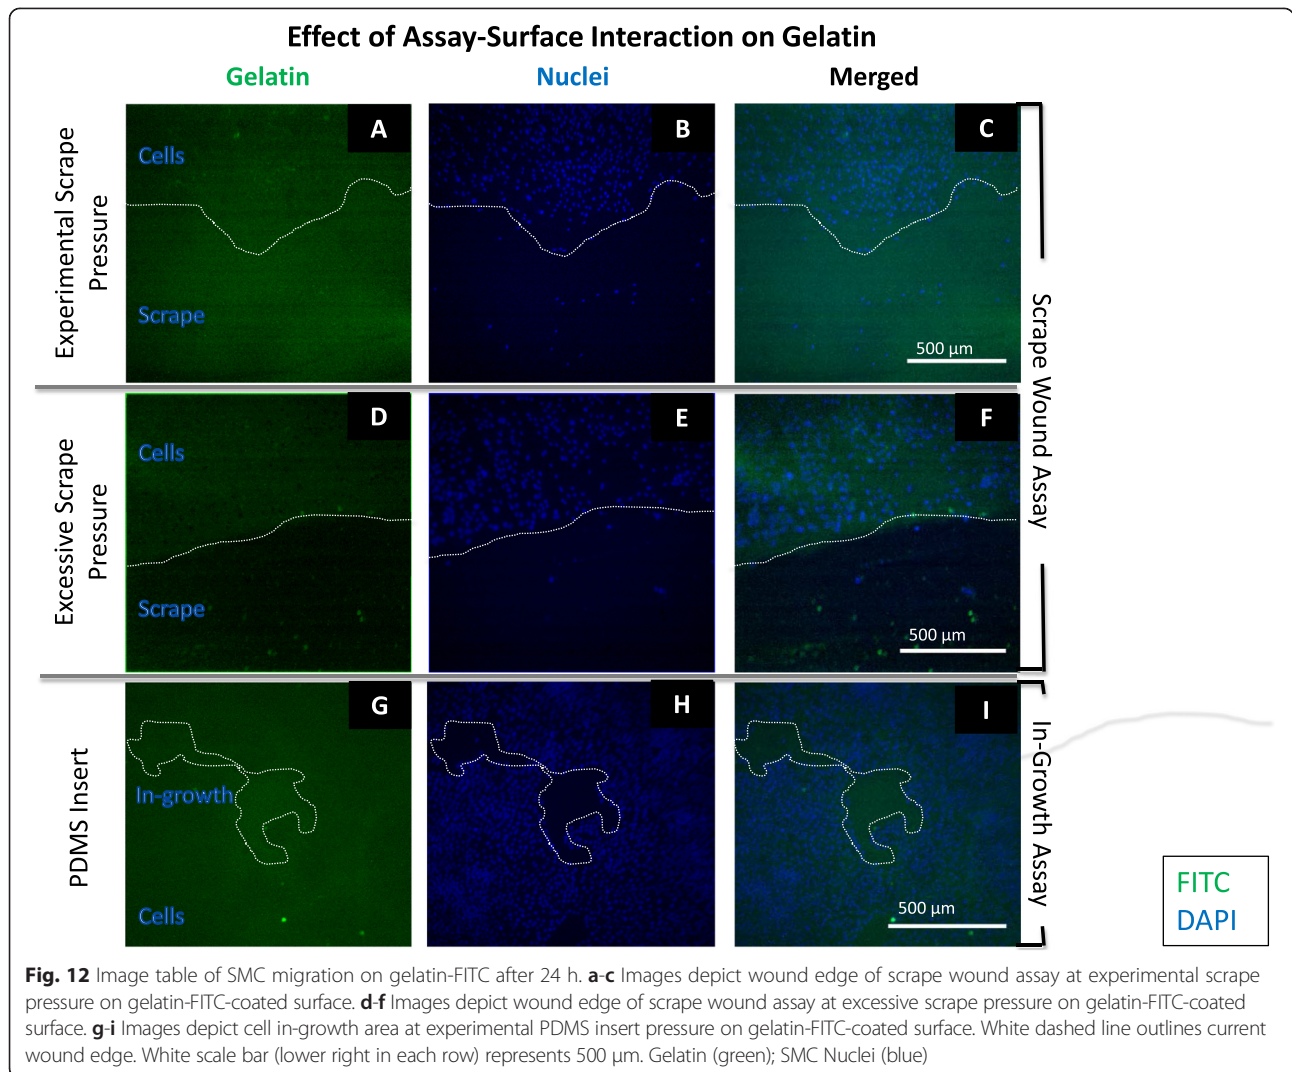 Effect of Assay-Surface Interaction on Gelatin
Gelatin
Nuclei
Merged
Experimental Scrape
Pressure
A
Cells
Scrape
B
C
500 µm
Excessive Scrape
Pressure
D
Cells
Scrape
E
F
500 µm
Scrape Wound Assay
PDMS Insert
G
In-growth
Cells
H
I
500 µm
In-Growth Assay
FITC
DAPI
Fig. 12 Image table of SMC migration on gelatin-FITC after 24 h. a-c Images depict wound edge of scrape wound assay at experimental scrape
pressure on gelatin-FITC-coated surface. d-f Images depict wound edge of scrape wound assay at excessive scrape pressure on gelatin-FITC-coated
surface. g-i Images depict cell in-growth area at experimental PDMS insert pressure on gelatin-FITC-coated surface. White dashed line outlines current
wound edge. White scale bar (lower right in each row) represents 500 µm. Gelatin (green); SMC Nuclei (blue)